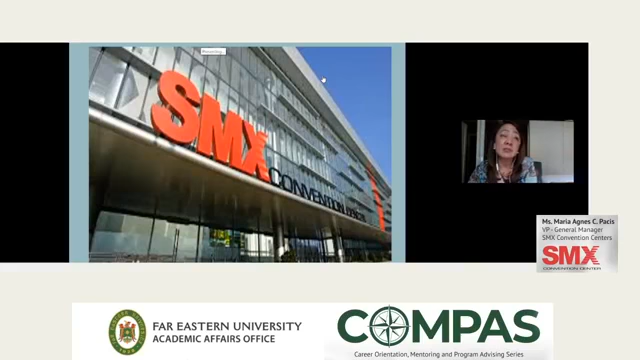 SMX
CONVENTION
Ms. Maria Agnes C. Pacis
VP - General Manager
SMX Convention Centers
SMX
CONVENTION CENTER
FAR EASTERN UNIVERSITY
ACADEMIC AFFAIRS OFFICE
COMPAS
Career Orientation, Mentoring and Program Advising Series